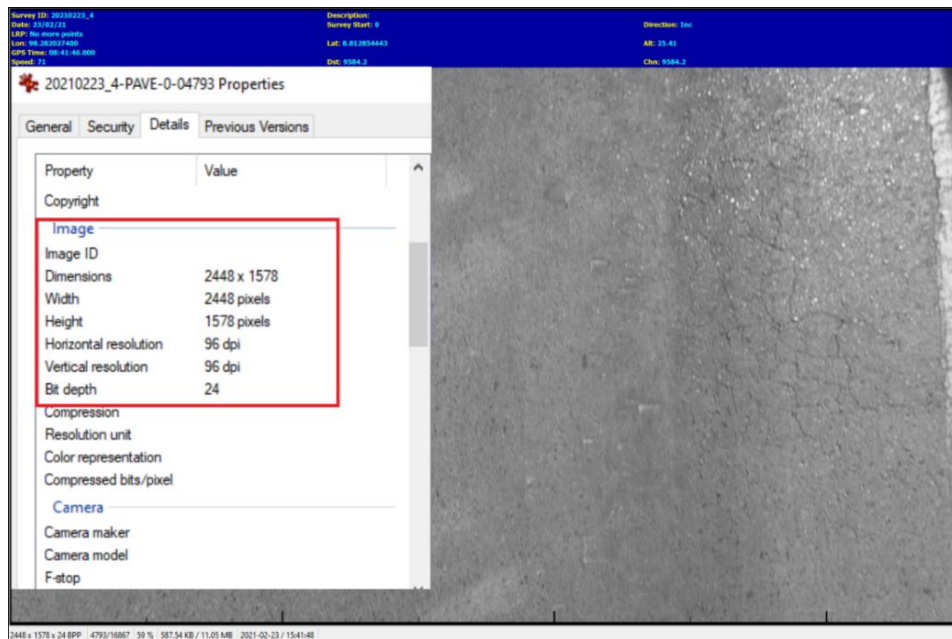 Survey ID: 20210223_4
Description:
Date: 23/02/21
Survey Start: 0
Direction: Inc
LRP: No more points
Lon: 98.282027400
Lat: 8.812854443
Alt: 25.41
GPS Time: 08:41:46.000
Speed: 71
Dst: 9584.2
Chn: 9584.2
20210223_4-PAVE-0-04793 Properties
General Security Details Previous Versions
Property Value
Copyright
Image
Image ID
Dimensions 2448 x 1578
Width 2448 pixels
Height 1578 pixels
Horizontal resolution 96 dpi
Vertical resolution 96 dpi
Bit depth 24
Compression
Resolution unit
Color representation
Compressed bits/pixel
Camera
Camera maker
Camera model
F-stop
2448 x 1578 x 24 BPP 4793/16867 59 % 587.54 KB / 11.05 MB 2021-02-23 / 15:41:48